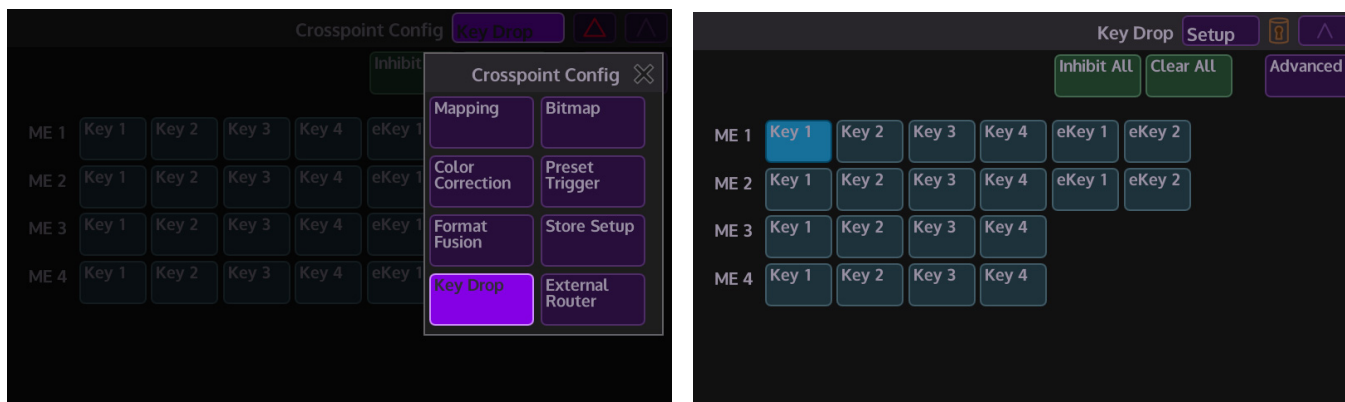 Crosspoint Config Key Drop
Inhibit
Crosspoint Config
Mapping Bitmap
ME 1 Key 1 Key 2 Key 3 Key 4 eKey 1
Color Correction
Preset Trigger
ME 2 Key 1 Key 2 Key 3 Key 4 eKey 1
ME 3 Key 1 Key 2 Key 3 Key 4 eKey 1
Format Fusion
Store Setup
ME 4 Key 1 Key 2 Key 3 Key 4 eKey 1
Key Drop
External Router
Key Drop Setup
Inhibit All Clear All Advanced
ME 1 Key 1 Key 2 Key 3 Key 4 eKey 1 eKey 2
ME 2 Key 1 Key 2 Key 3 Key 4 eKey 1 eKey 2
ME 3 Key 1 Key 2 Key 3 Key 4
ME 4 Key 1 Key 2 Key 3 Key 4